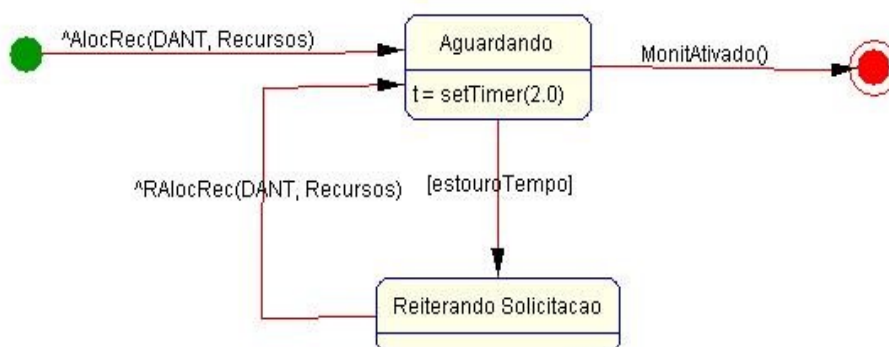 ^AlocRec(DANT, Recursos)
Aguardando
MonitAtivado()
t = setTimer(2.0)
^RAlocRec(DANT, Recursos)
[estouroTempo]
Reiterando Solicitacao